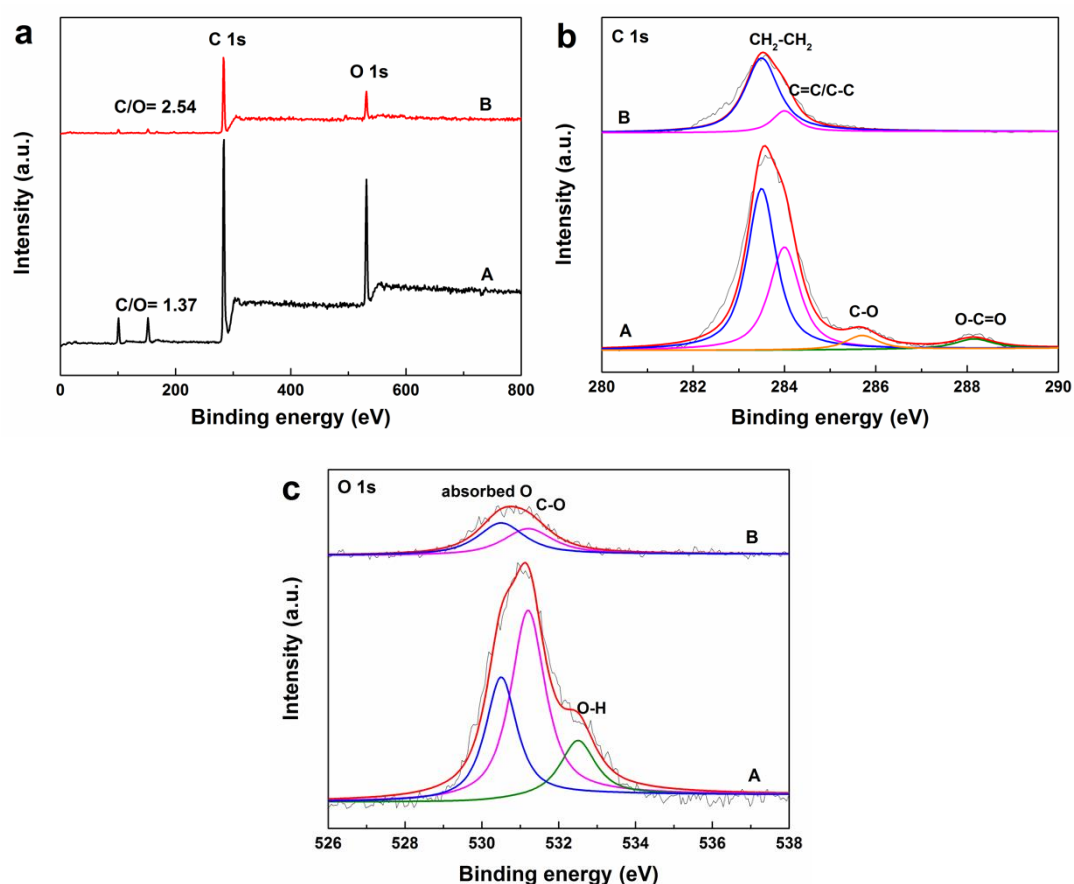 a
C 1s
O 1s
C/O= 2.54
B
C/O= 1.37
A
Intensity (a.u.)
0 200 400 600 800
Binding energy (eV)
b
C 1s
CH₂-CH₂
C=C/C-C
B
A
C-O
O-C=O
Intensity (a.u.)
280 282 284 286 288 290
Binding energy (eV)
c
O 1s
absorbed O
C-O
B
O-H
A
Intensity (a.u.)
526 528 530 532 534 536 538
Binding energy (eV)